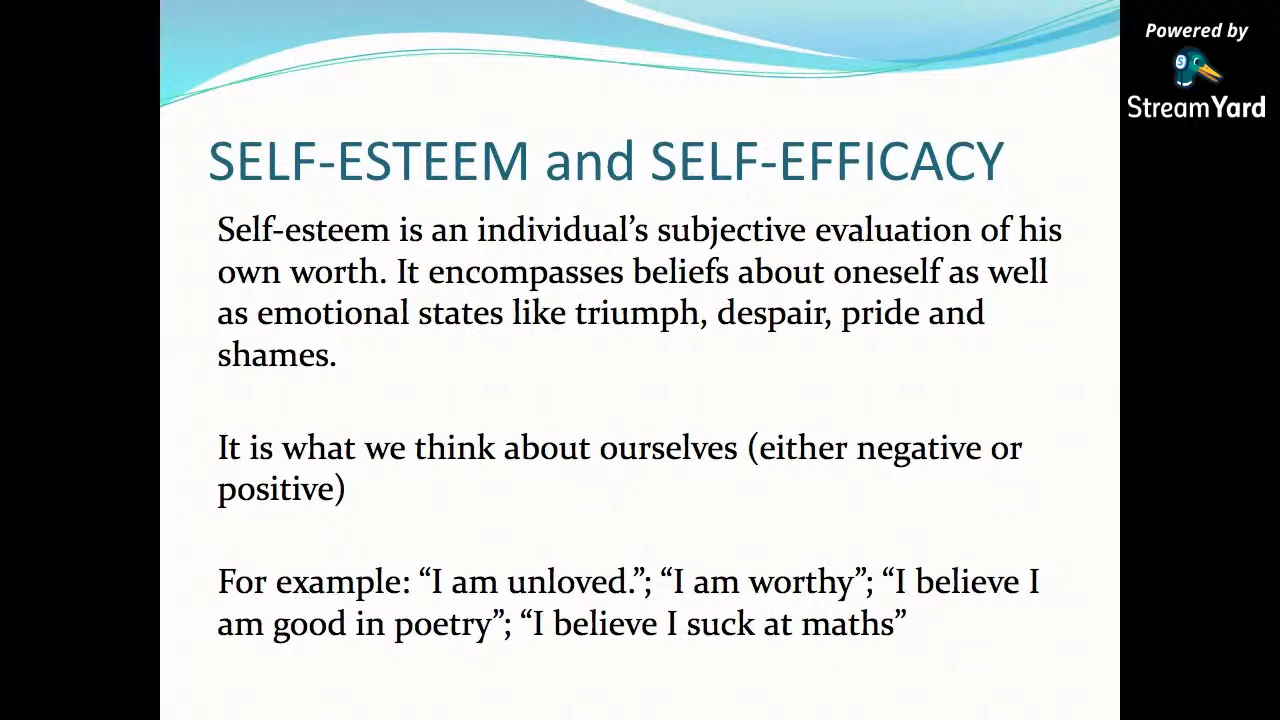 Powered by
StreamYard
SELF-ESTEEM and SELF-EFFICACY
Self-esteem is an individual’s subjective evaluation of his
own worth. It encompasses beliefs about oneself as well
as emotional states like triumph, despair, pride and
shames.
It is what we think about ourselves (either negative or
positive)
For example: “I am unloved.”; “I am worthy”; “I believe I
am good in poetry”; “I believe I suck at maths”